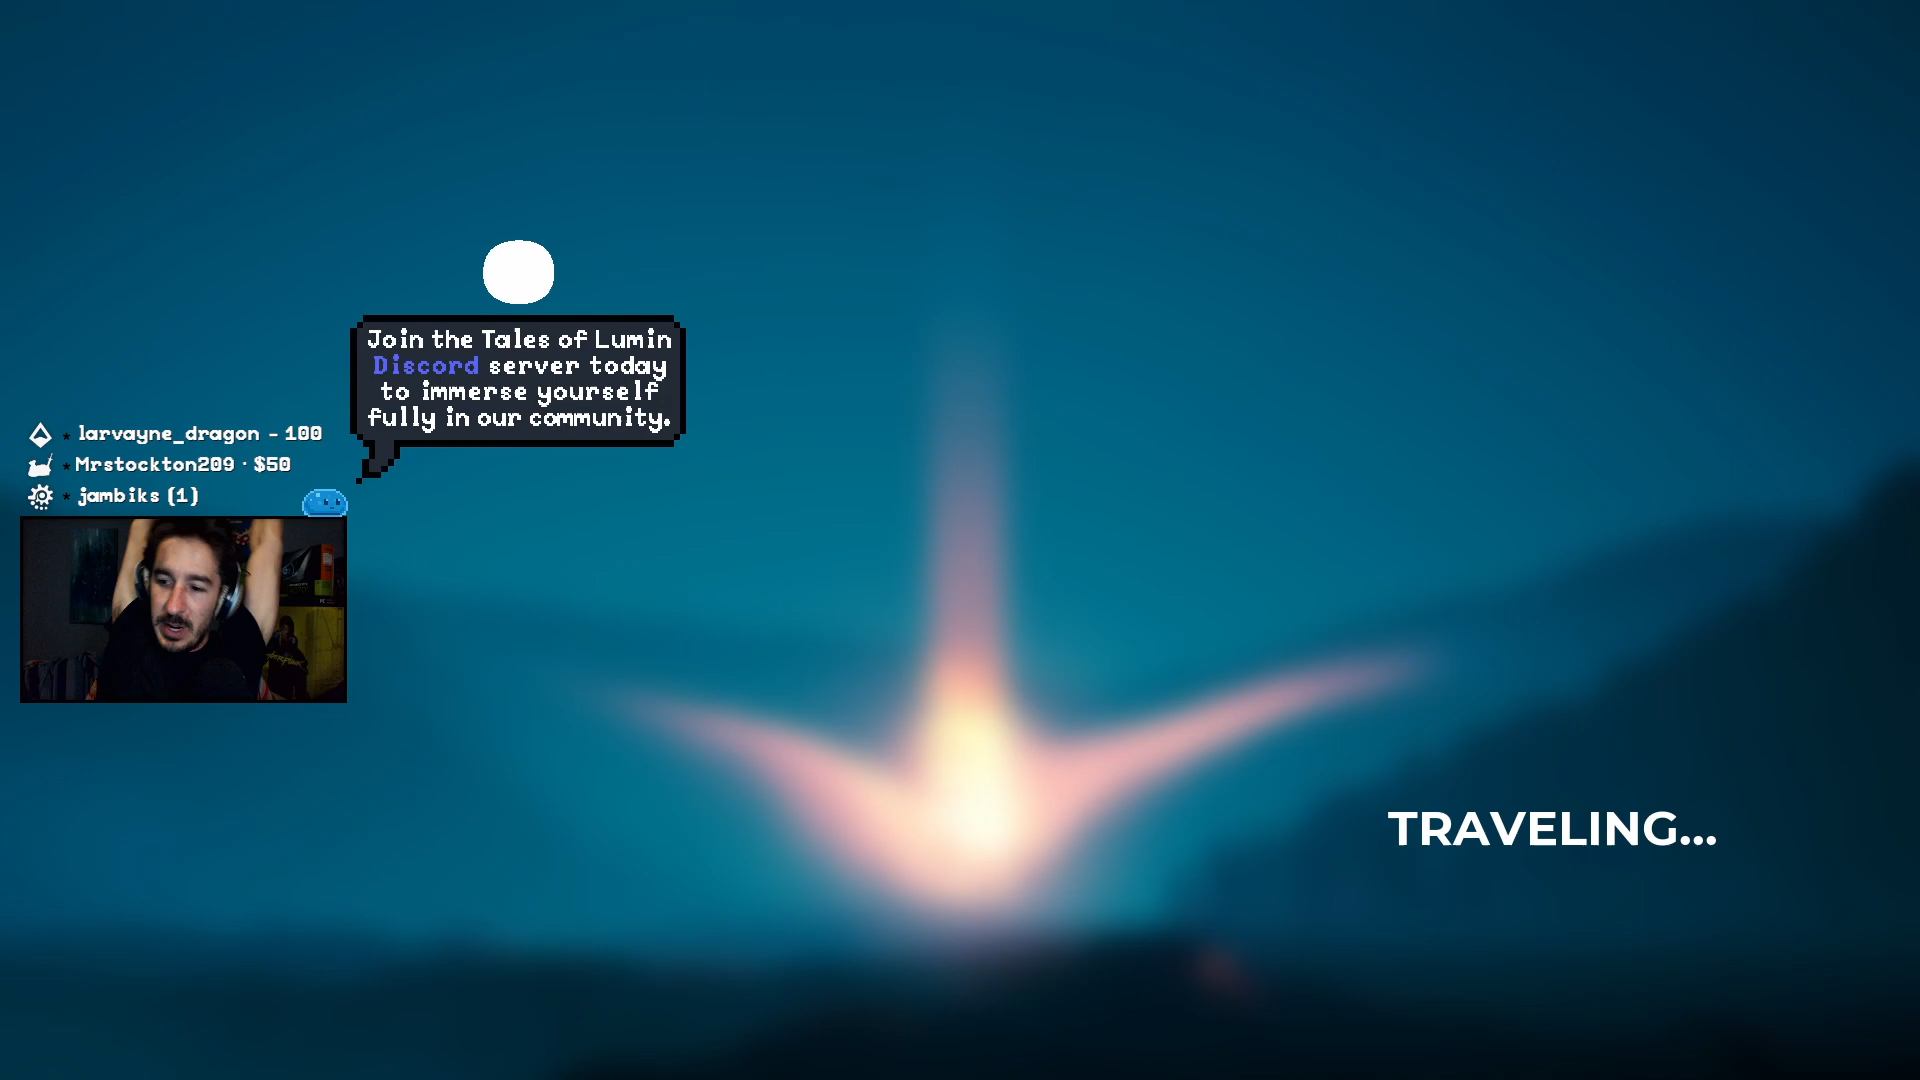 Join the Tales of Lumin
Discord server today
to immerse yourself
fully in our community.
* larvayne_dragon - 100
* Mrstockton209 · $50
* jambiks (1)
TRAVELING...